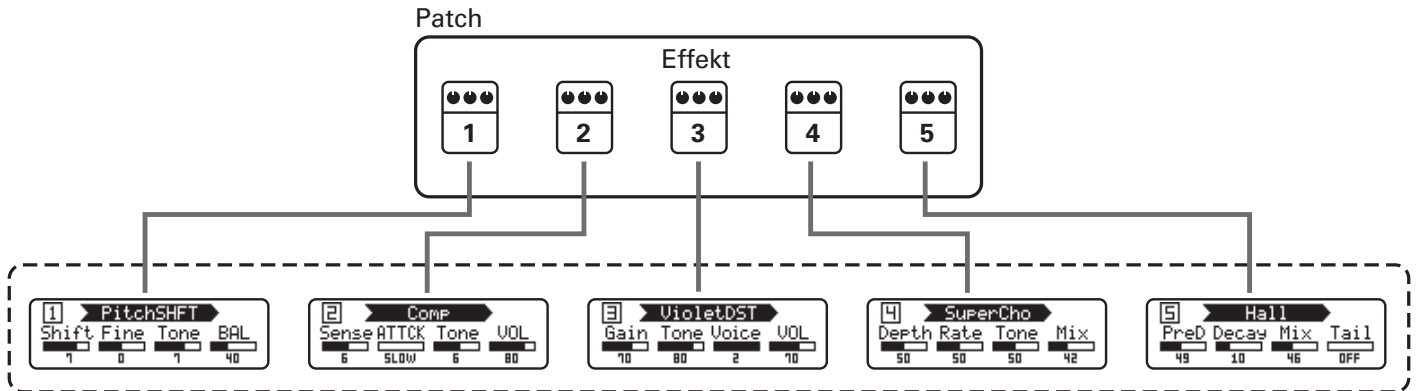 Patch
Effekt
1 2 3 4 5
1 PitchSHFT
Shift Fine Tone BAL
7 0 7 40
2 Comp
Sense ATTCK Tone VOL
6 SLOW 6 80
3 VioletDST
Gain Tone Voice VOL
70 80 2 70
4 SuperCho
Depth Rate Tone Mix
50 50 50 42
5 Hall
PreD Decay Mix Tail
49 10 46 OFF